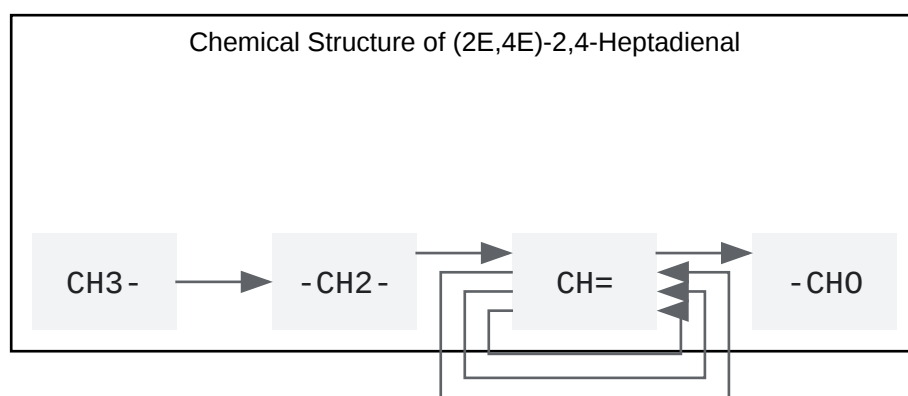 Chemical Structure of (2E,4E)-2,4-Heptadienal
CH3-
-CH2-
CH=
-CHO